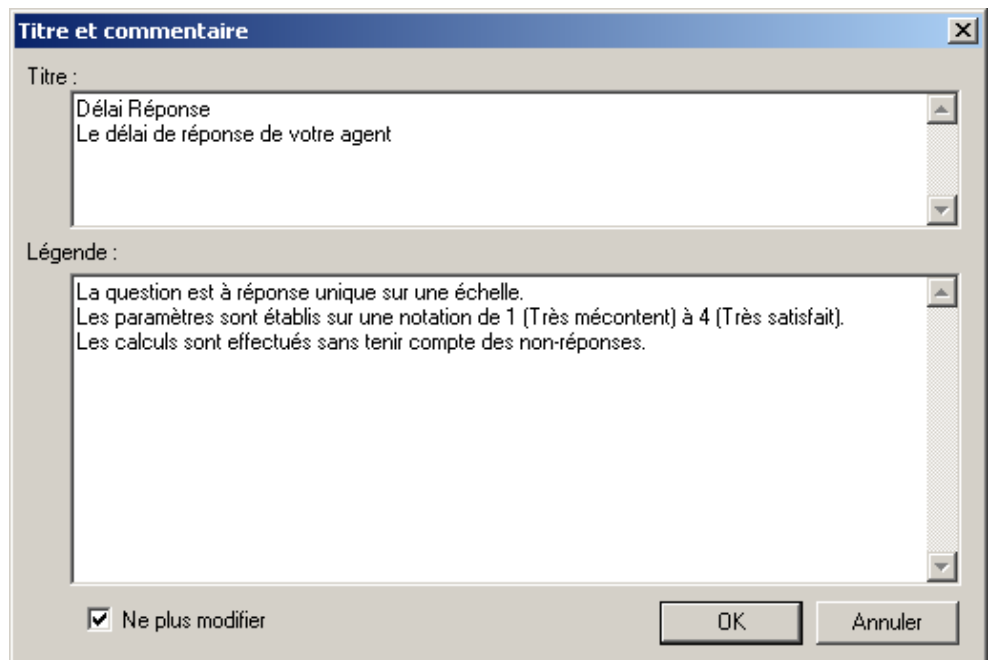 Titre et commentaire
Titre :
Délai Réponse
Le délai de réponse de votre agent
Légende :
La question est à réponse unique sur une échelle.
Les paramètres sont établis sur une notation de 1 (Très mécontent) à 4 (Très satisfait).
Les calculs sont effectués sans tenir compte des non-réponses.
Ne plus modifier
OK
Annuler